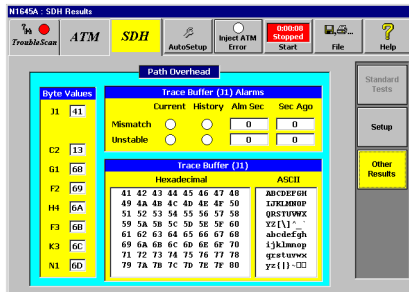 N1645A : SDH Results
TroubleScan
ATM
SDH
AutoSetup
Inject ATM
Error
0:00:08
Stopped
Start
File
Help
Path Overhead
Standard
Tests
Setup
Other
Results
Byte Values
J1 41
C2 13
G1 68
F2 69
H4 6A
F3 6B
K3 6C
N1 6D
Trace Buffer (J1) Alarms
Current History Alm Sec Sec Ago
Mismatch 0 0
Unstable 0 0
Trace Buffer (J1)
Hexadecimal ASCII
41 42 43 44 45 46 47 48 ABCDEFGH
49 4A 4B 4C 4D 4E 4F 50 IJKLMNOP
51 52 53 54 55 56 57 58 QRSTUVWX
59 5A 5B 5C 5D 5E 5F 60 YZ[\]^_`
61 62 63 64 65 66 67 68 abcdefgh
69 6A 6B 6C 6D 6E 6F 70 ijklmnop
71 72 73 74 75 76 77 78 qrstuvwx
79 7A 7B 7C 7D 7E 7F 80 yz{|}~□□